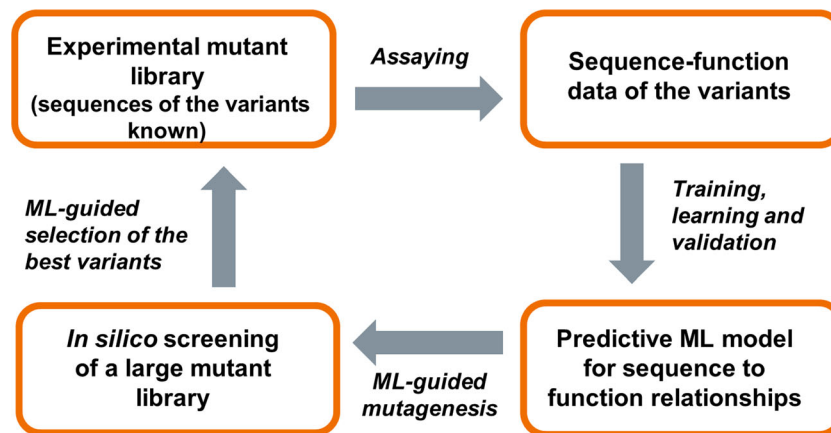 Experimental mutant
library
(sequences of the variants
known)
Assaying
Sequence-function
data of the variants
Training,
learning and
validation
Predictive ML model
for sequence to
function relationships
ML-guided
mutagenesis
In silico screening
of a large mutant
library
ML-guided
selection of the
best variants